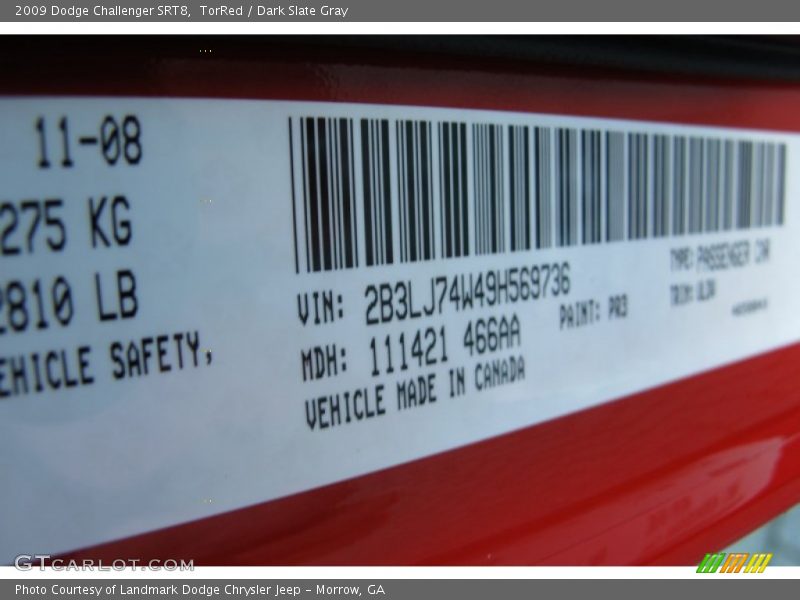 2009 Dodge Challenger SRT8, TorRed / Dark Slate Gray
11-08
275 KG
2810 LB
EHICLE SAFETY,
VIN: 2B3LJ74W49H569736
TYPE: PASSENGER CAR
MDH: 111421 466AA
PAINT: PR3
TRIM:
VEHICLE MADE IN CANADA
GTCARLOT.COM
Photo Courtesy of Landmark Dodge Chrysler Jeep – Morrow, GA